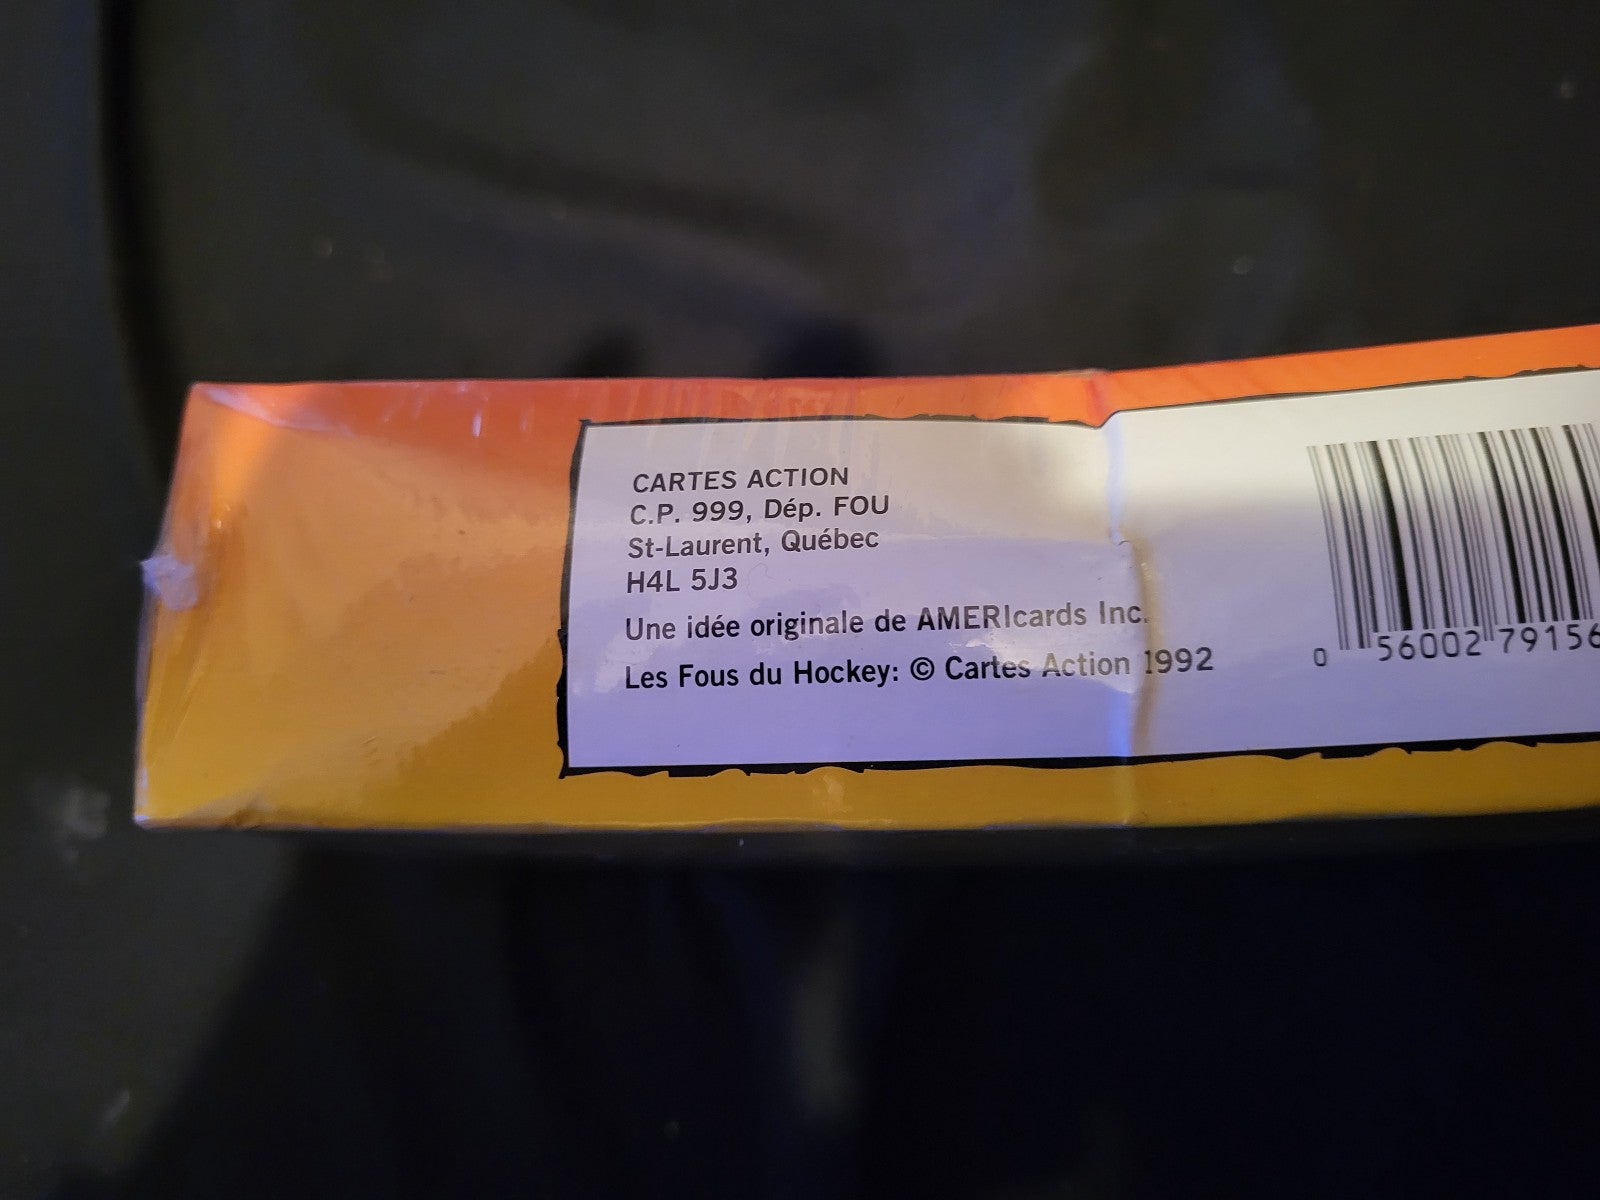 CARTES ACTION
C.P. 999, Dép. FOU
St-Laurent, Québec
H4L 5J3
Une idée originale de AMERIcards Inc.
Les Fous du Hockey: © Cartes Action 1992
0 56002 79156